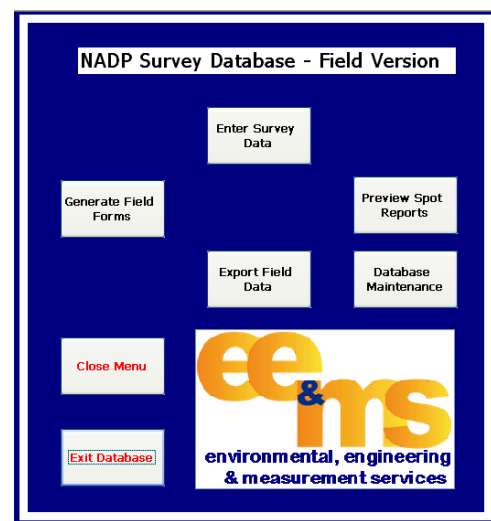 NADP Survey Database - Field Version
Enter Survey
Data
Generate Field
Forms
Preview Spot
Reports
Export Field
Data
Database
Maintenance
Close Menu
Exit Database
ee&ms
environmental, engineering
& measurement services